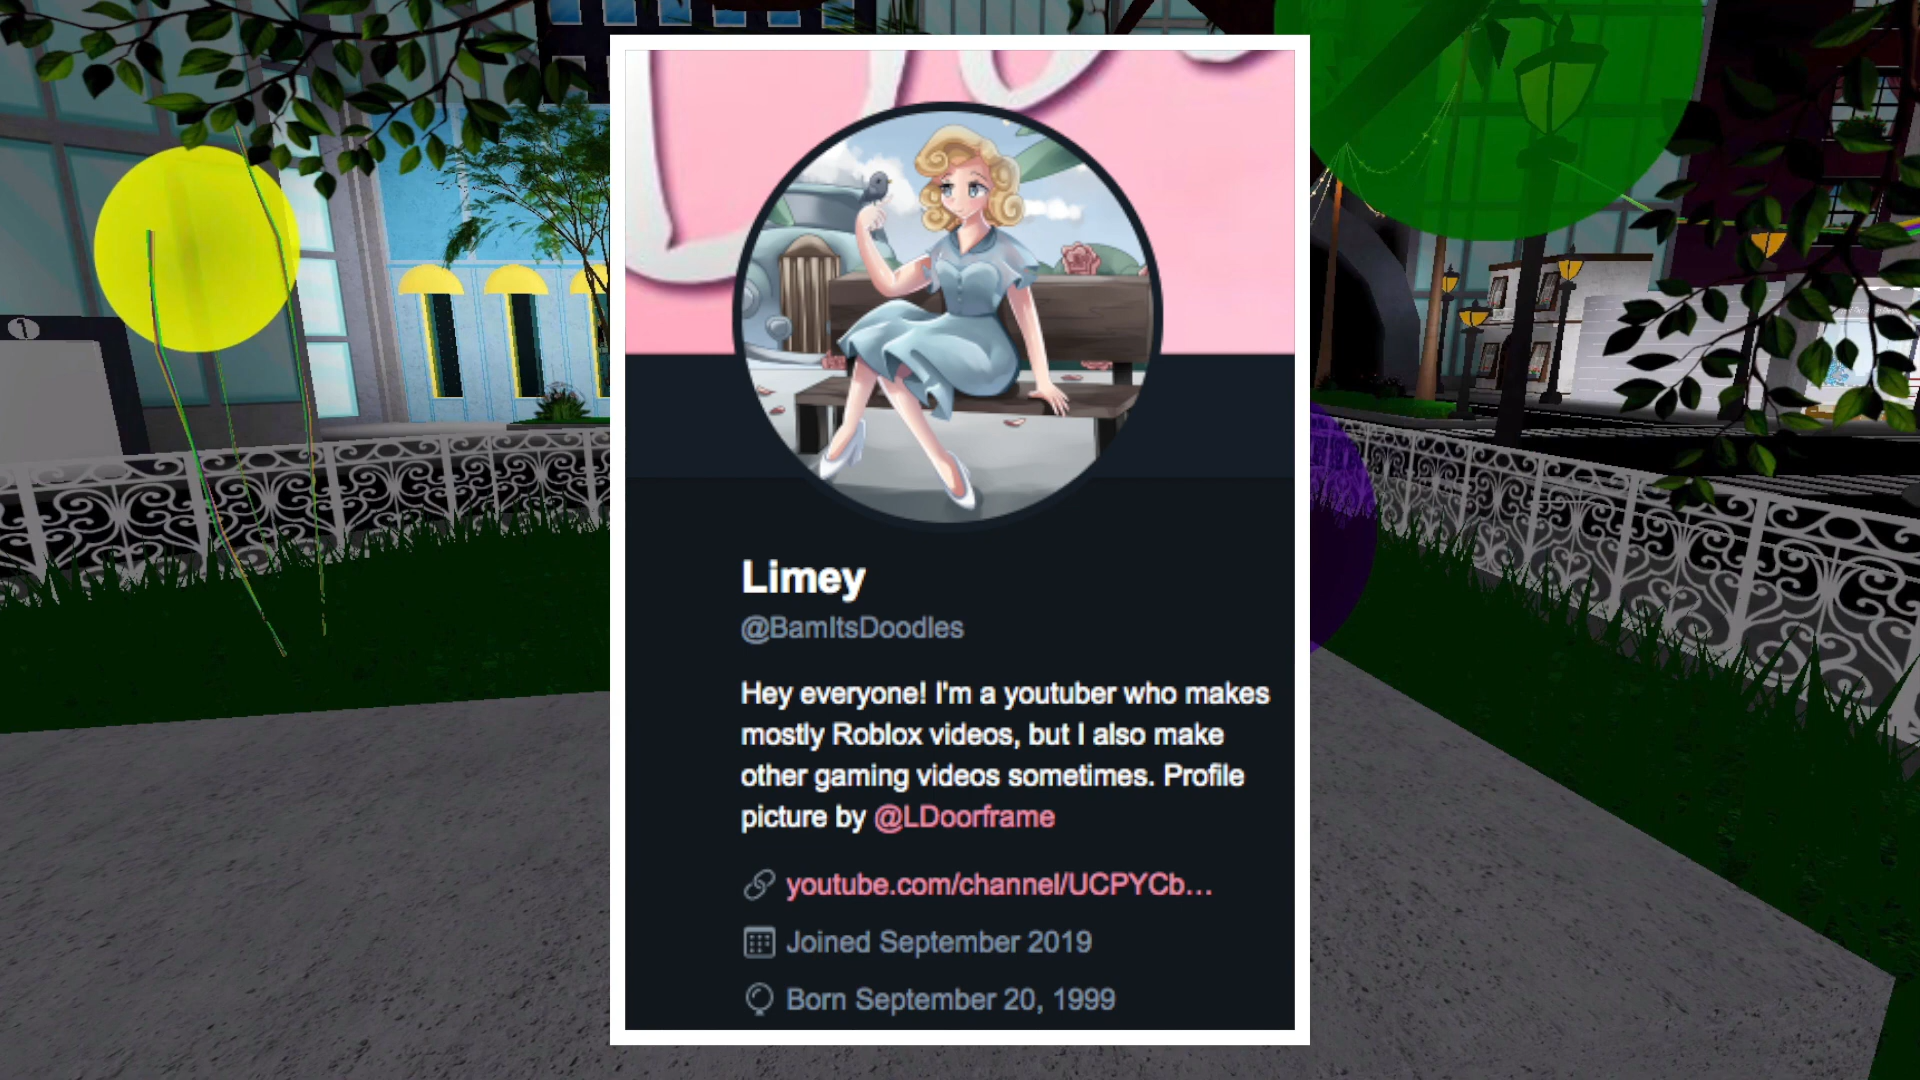 Limey
@BamItsDoodles
Hey everyone! I'm a youtuber who makes
mostly Roblox videos, but I also make
other gaming videos sometimes. Profile
picture by @LDoorframe
youtube.com/channel/UCPYCb...
Joined September 2019
Born September 20, 1999